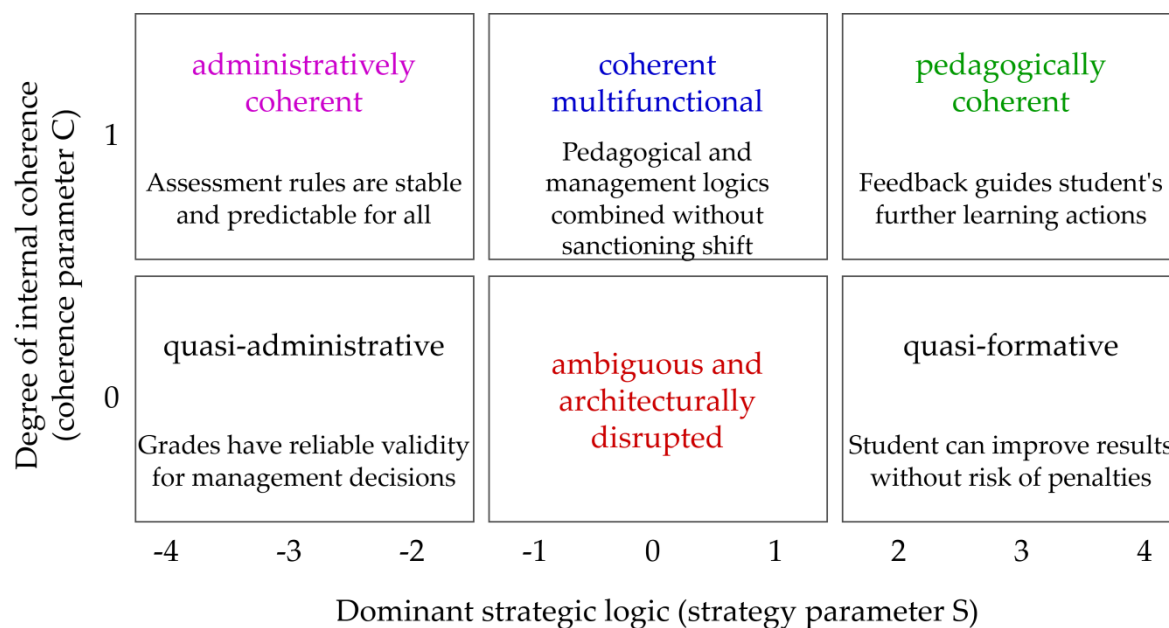 Degree of internal coherence
(coherence parameter C)
1
0
administratively
coherent
Assessment rules are stable
and predictable for all
coherent
multifunctional
Pedagogical and
management logics
combined without
sanctioning shift
pedagogically
coherent
Feedback guides student's
further learning actions
quasi-administrative
Grades have reliable validity
for management decisions
ambiguous and
architecturally
disrupted
quasi-formative
Student can improve results
without risk of penalties
-4 -3 -2 -1 0 1 2 3 4
Dominant strategic logic (strategy parameter S)